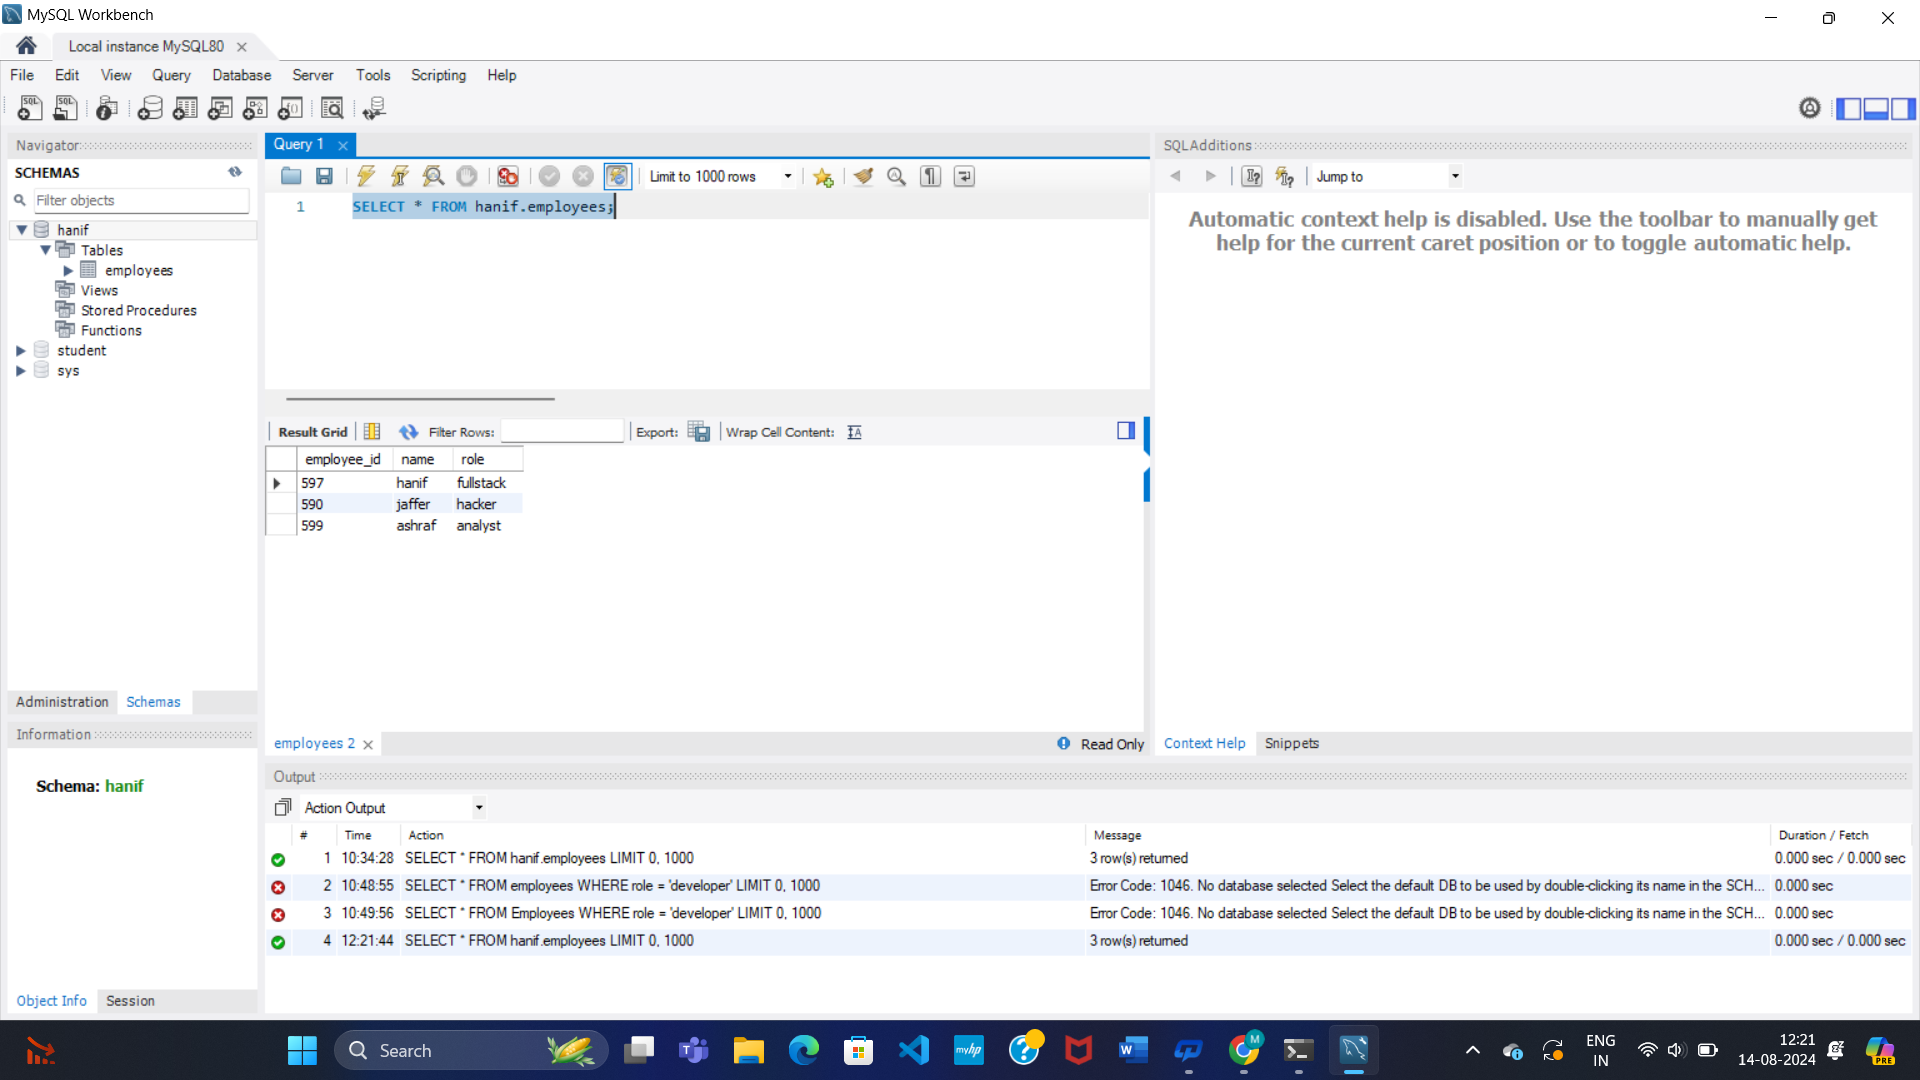 MySQL Workbench
Local instance MySQL80
File Edit View Query Database Server Tools Scripting Help
Navigator
SCHEMAS
Filter objects
hanif
Tables
employees
Views
Stored Procedures
Functions
student
sys
Administration Schemas
Information
Schema: hanif
Object Info Session
Query 1
Limit to 1000 rows
1 SELECT * FROM hanif.employees;
Result Grid Filter Rows: Export: Wrap Cell Content:
employee_id name role
597 hanif fullstack
590 jaffer hacker
599 ashraf analyst
employees 2 Read Only
SQLAdditions
Jump to
Automatic context help is disabled. Use the toolbar to manually get
help for the current caret position or to toggle automatic help.
Context Help Snippets
Output
Action Output
# Time Action Message Duration / Fetch
1 10:34:28 SELECT * FROM hanif.employees LIMIT 0, 1000 3 row(s) returned 0.000 sec / 0.000 sec
2 10:48:55 SELECT * FROM employees WHERE role = 'developer' LIMIT 0, 1000 Error Code: 1046. No database selected Select the default DB to be used by double-clicking its name in the SCH... 0.000 sec
3 10:49:56 SELECT * FROM Employees WHERE role = 'developer' LIMIT 0, 1000 Error Code: 1046. No database selected Select the default DB to be used by double-clicking its name in the SCH... 0.000 sec
4 12:21:44 SELECT * FROM hanif.employees LIMIT 0, 1000 3 row(s) returned 0.000 sec / 0.000 sec
Search
myhp
M
ENG
IN
12:21
14-08-2024
PRE